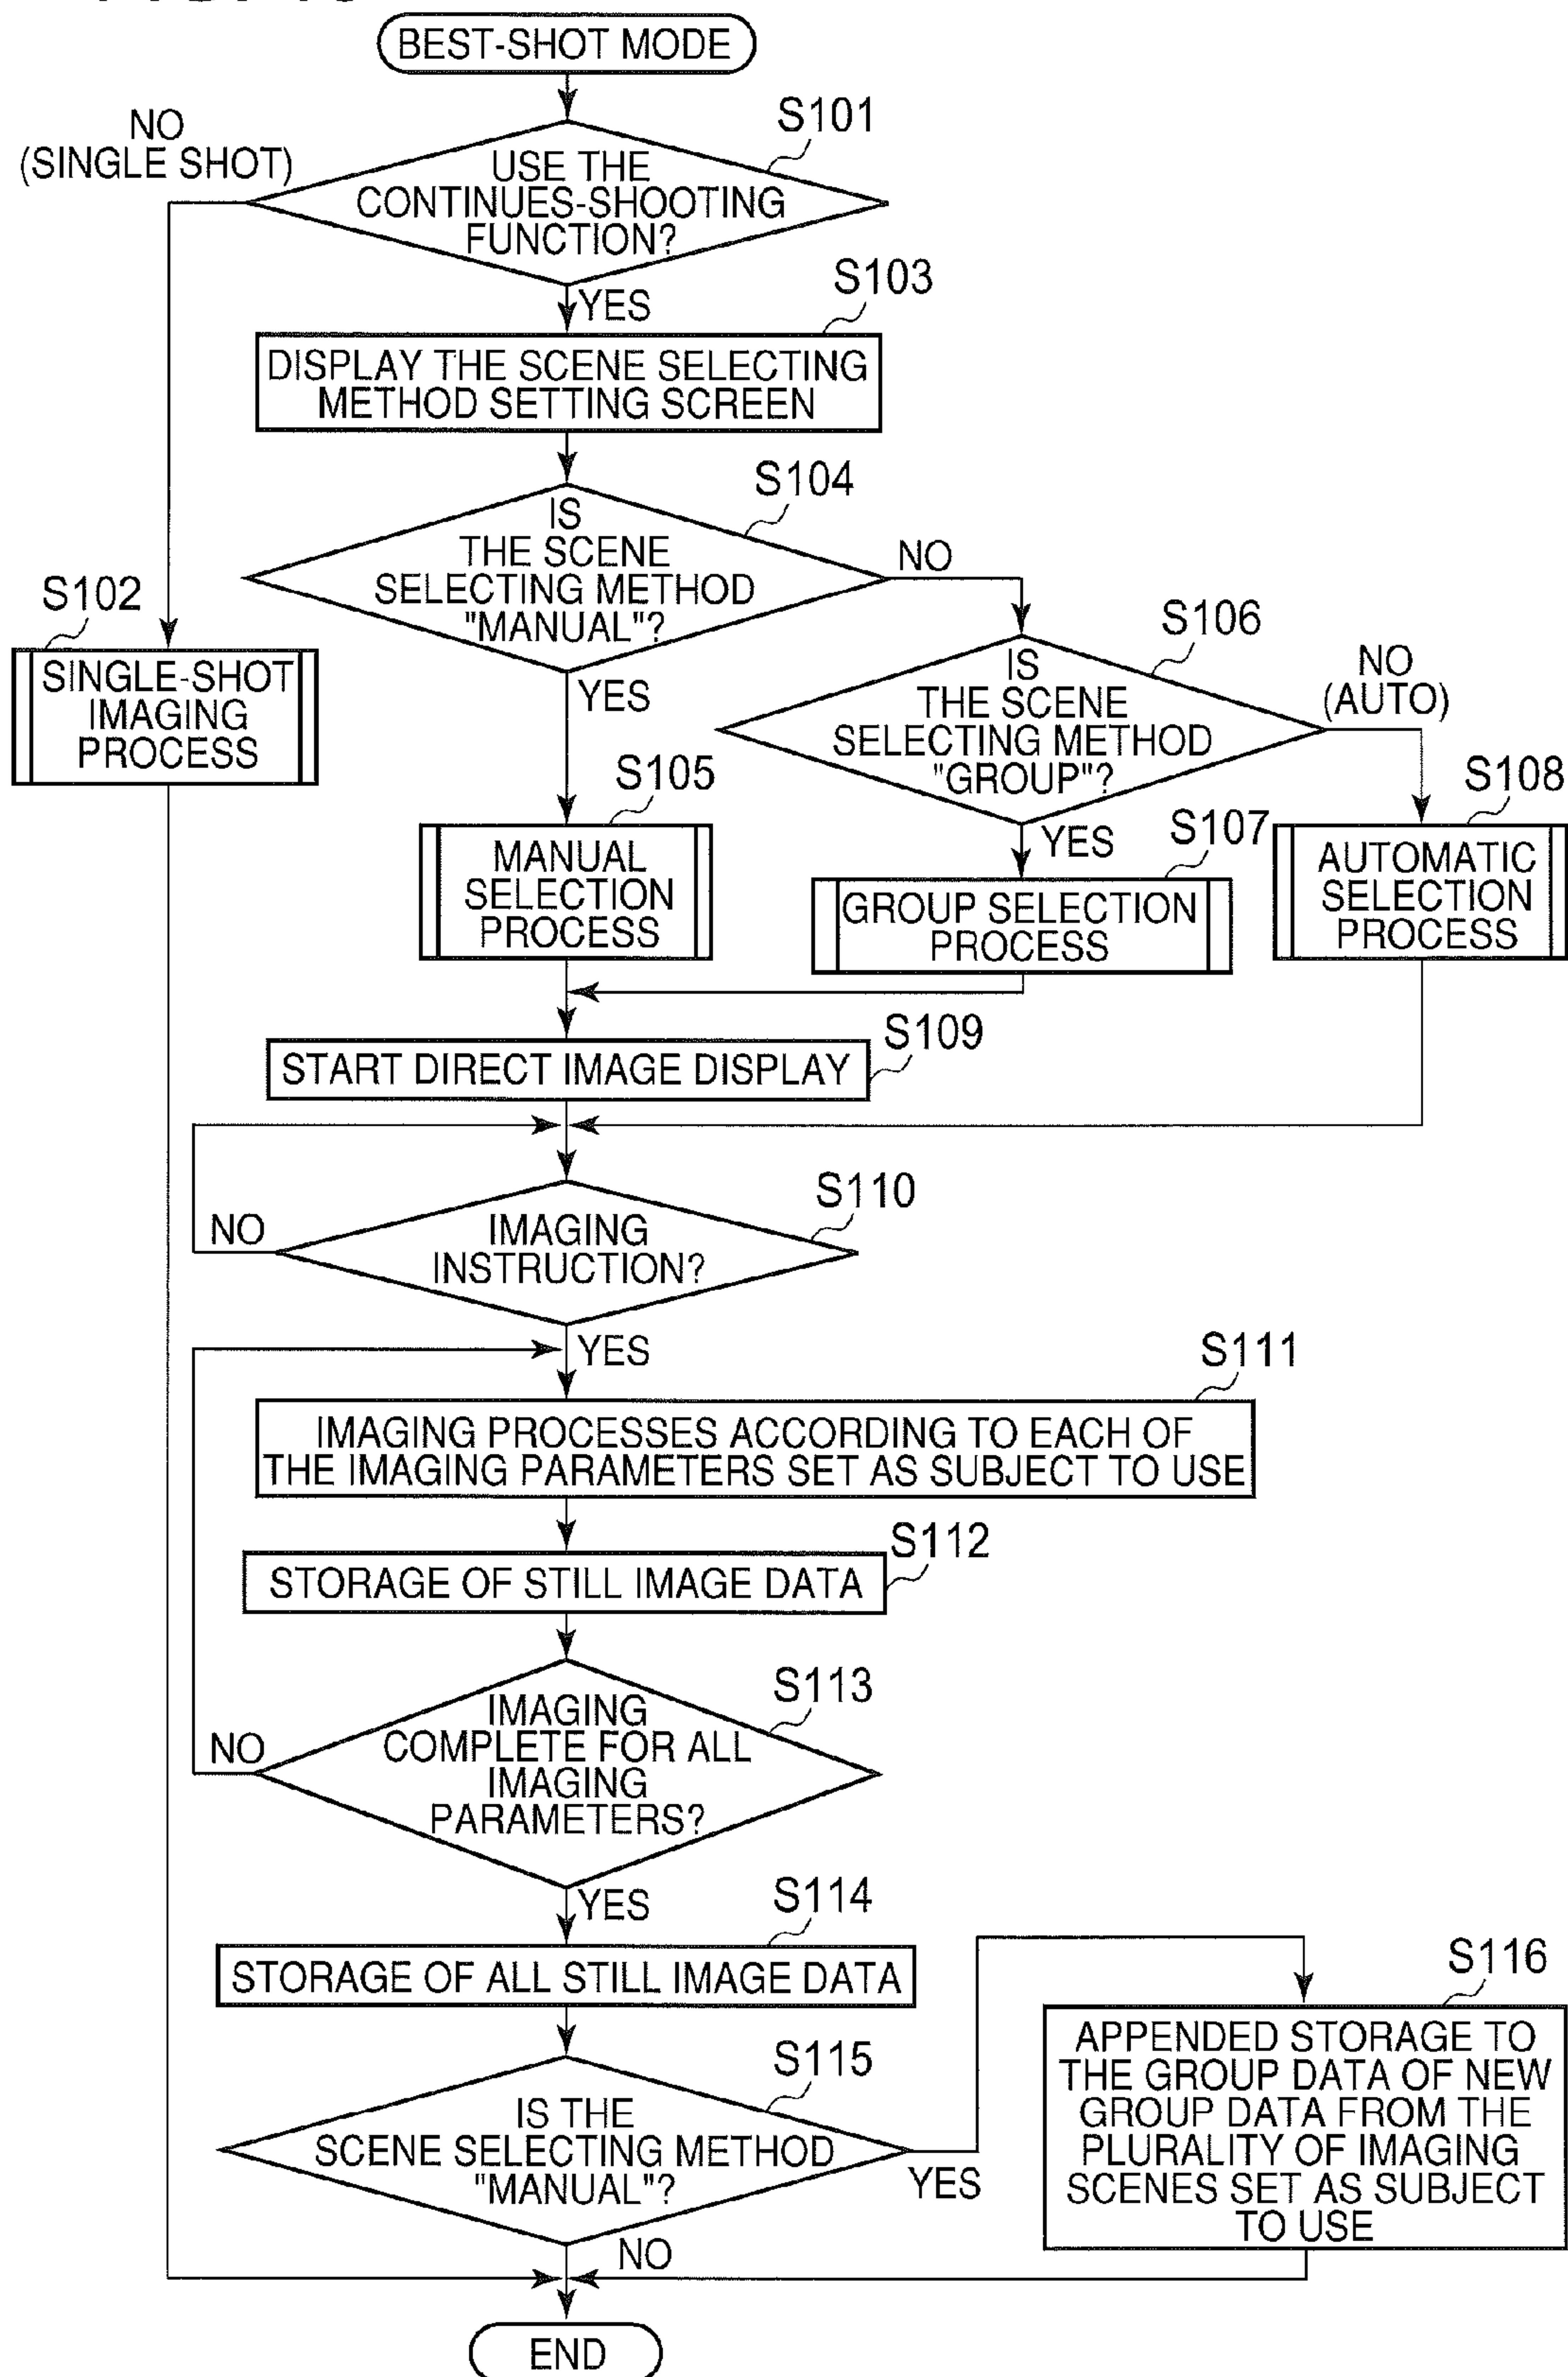 BEST-SHOT MODE
S101
NO
(SINGLE SHOT)
USE THE
CONTINUES-SHOOTING
FUNCTION?
YES
S103
DISPLAY THE SCENE SELECTING
METHOD SETTING SCREEN
S104
IS
THE SCENE
SELECTING METHOD
"MANUAL"?
NO
YES
S102
SINGLE-SHOT
IMAGING
PROCESS
S106
IS
THE SCENE
SELECTING METHOD
"GROUP"?
NO
(AUTO)
YES
S105
MANUAL
SELECTION
PROCESS
S107
GROUP SELECTION
PROCESS
S108
AUTOMATIC
SELECTION
PROCESS
S109
START DIRECT IMAGE DISPLAY
S110
IMAGING
INSTRUCTION?
NO
YES
S111
IMAGING PROCESSES ACCORDING TO EACH OF
THE IMAGING PARAMETERS SET AS SUBJECT TO USE
S112
STORAGE OF STILL IMAGE DATA
S113
IMAGING
COMPLETE FOR ALL
IMAGING
PARAMETERS?
NO
YES
S114
STORAGE OF ALL STILL IMAGE DATA
S115
IS THE
SCENE SELECTING METHOD
"MANUAL"?
YES
NO
S116
APPENDED STORAGE TO
THE GROUP DATA OF NEW
GROUP DATA FROM THE
PLURALITY OF IMAGING
SCENES SET AS SUBJECT
TO USE
END